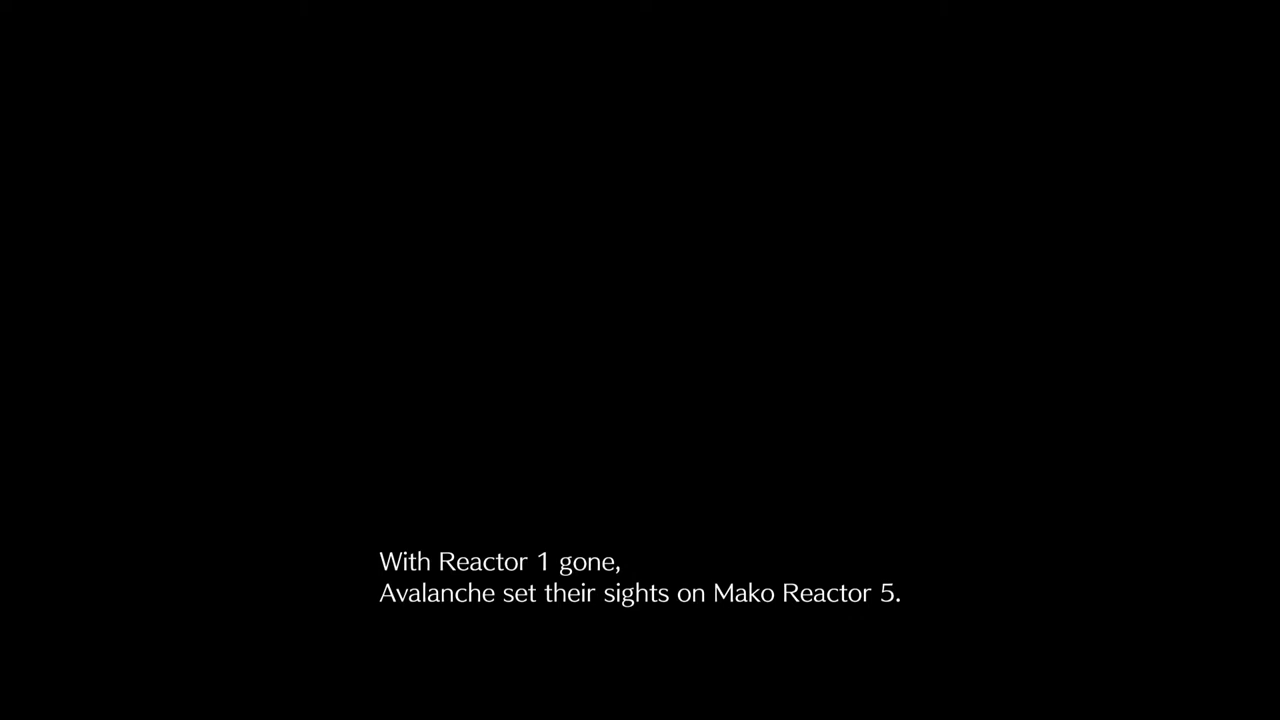 With Reactor 1 gone,
Avalanche set their sights on Mako Reactor 5.